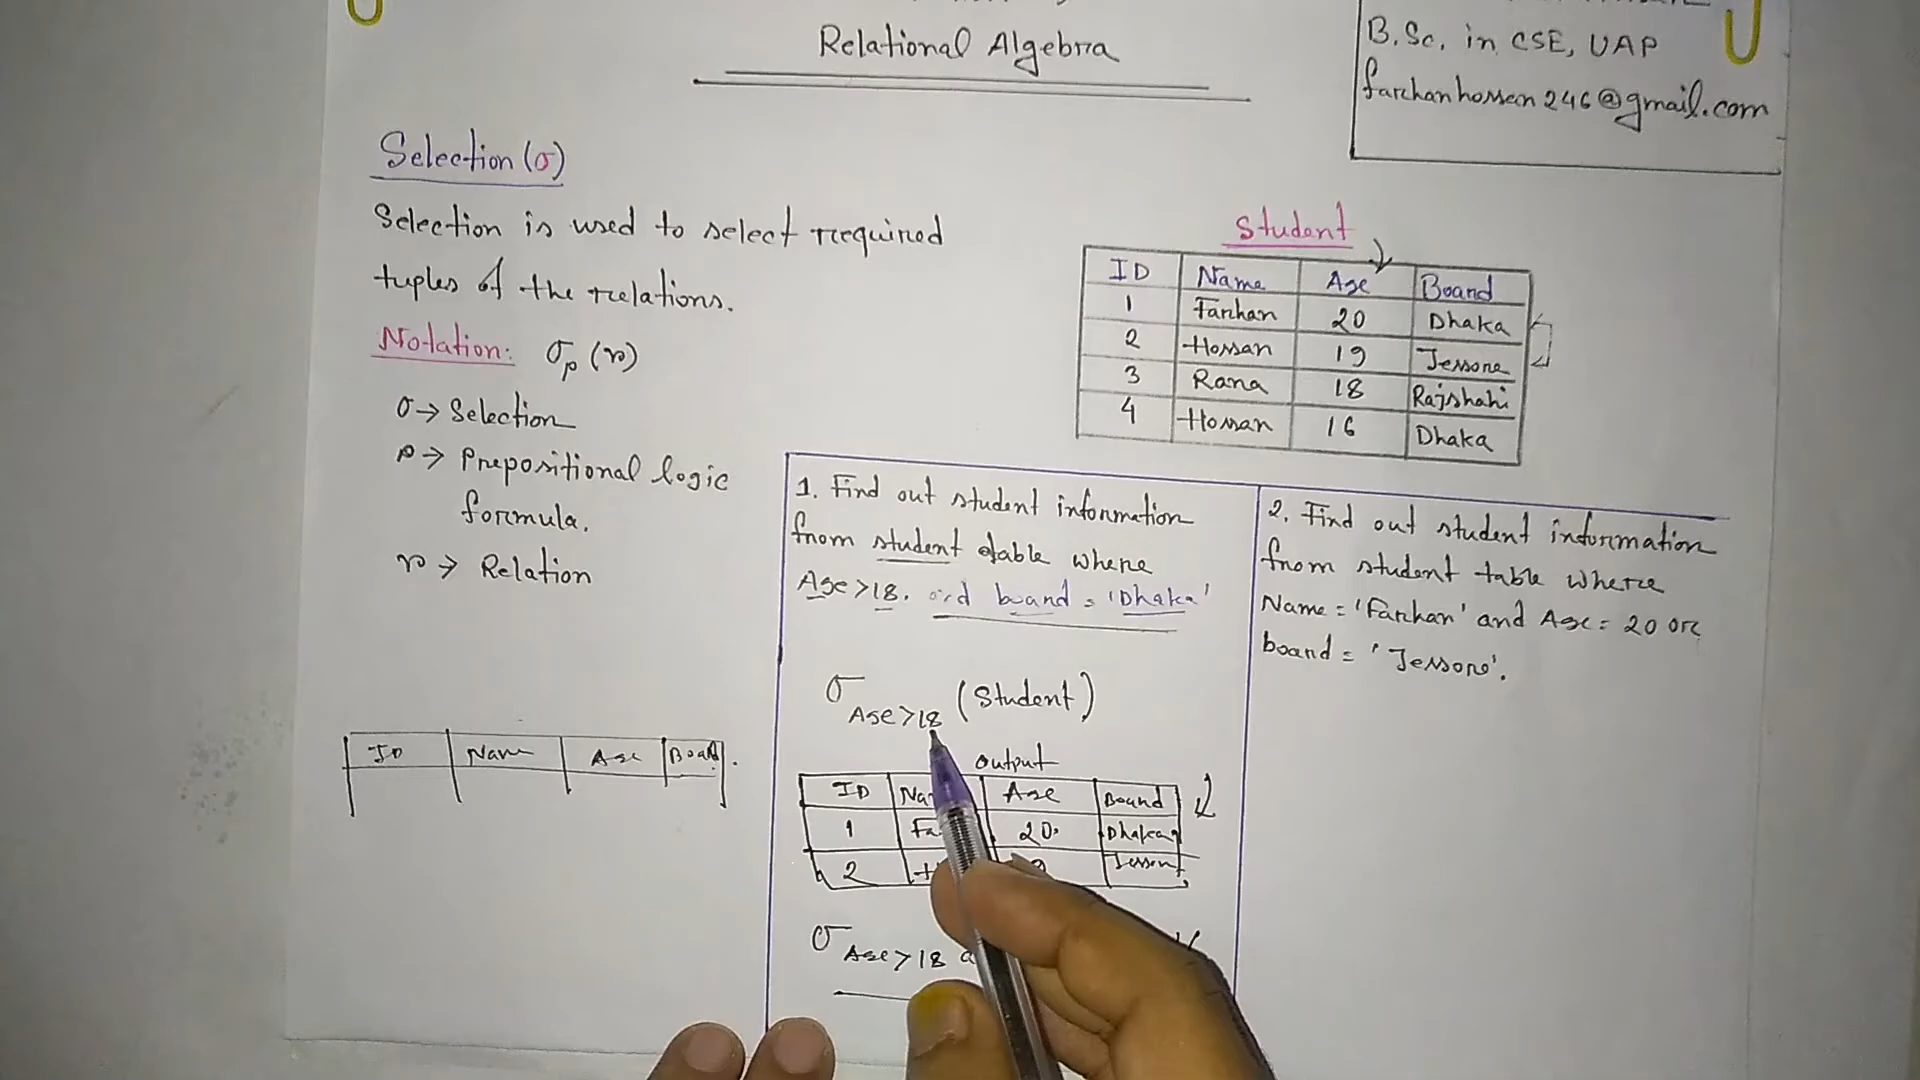 Relational Algebra
B.Sc. in CSE, UAP
farhanhossan246@gmail.com
Selection (σ)
Selection is used to select required
tuples of the relations.
Notation: σp (r)
σ → Selection
p → Prepositional logic
formula.
r → Relation
Student
ID Name Age Board
1 Farhan 20 Dhaka
2 Hossan 19 Jessore
3 Rana 18 Rajshahi
4 Hossan 16 Dhaka
1. Find out student information
from student table where
Age > 18. and board = 'Dhaka'
σ Age > 18 (Student)
output
ID Age Board
1 20 Dhaka
2 Jessore
σ Age > 18
2. Find out student information
from student table where
Name = 'Farhan' and Age = 20 or
board = 'Jessore'.
ID Name Age Board